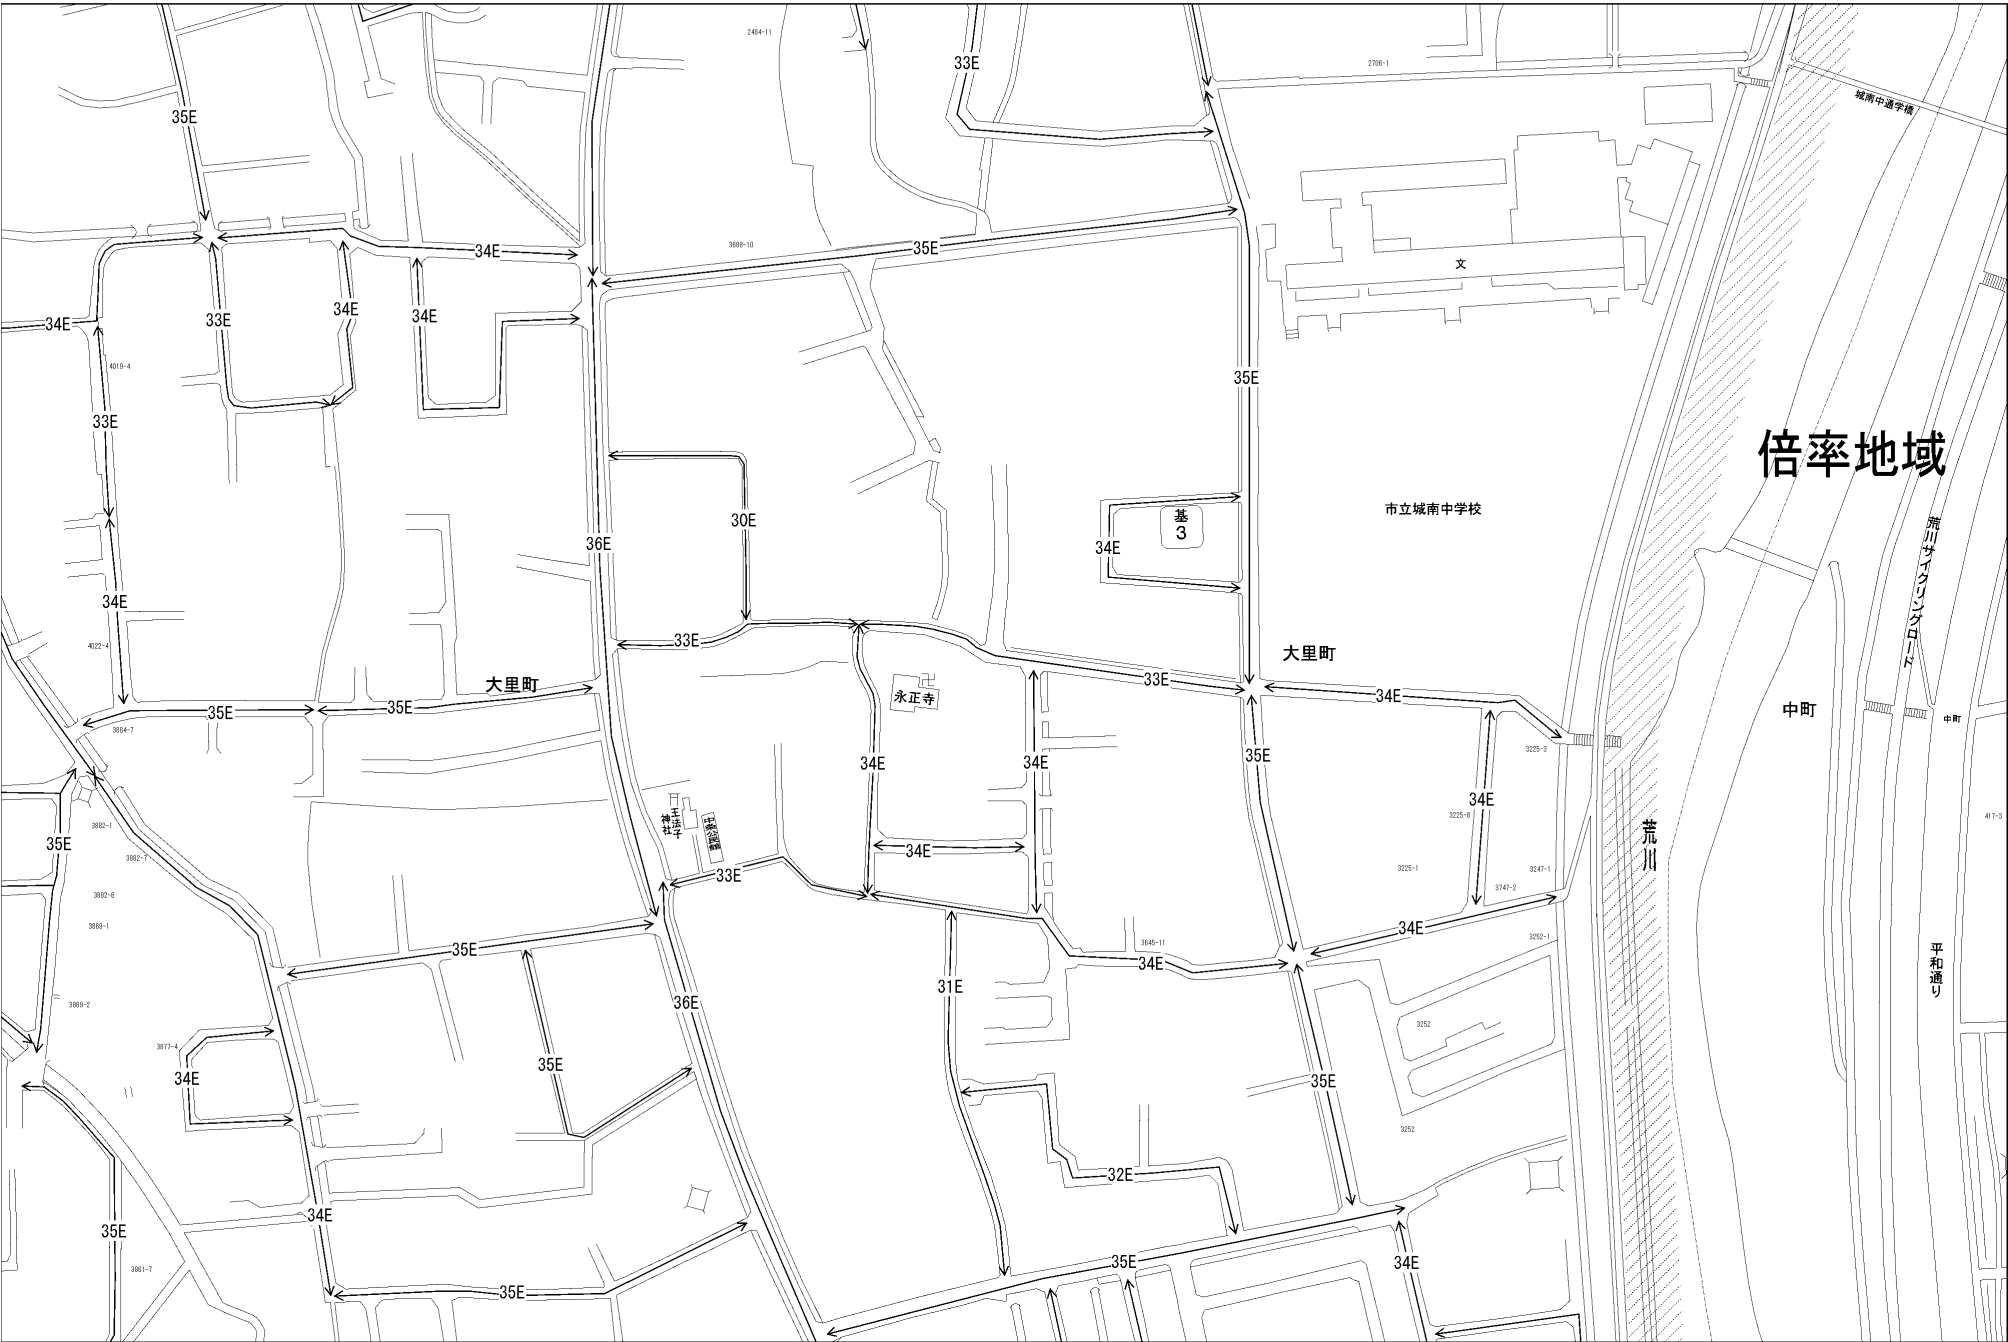 2484-11
33E
2706-1
城南中通学橋
35E
3688-10
35E
34E
文
34E
33E
34E
34E
4019-4
35E
33E
倍率地域
30E
市立城南中学校
基
3
36E
34E
荒川サイクリングロード
34E
4022-4
33E
大里町
大里町
永正寺
33E
34E
35E
35E
中町
中町
3884-7
34E
34E
35E
3225-3
34E
王法子
神社
3225-8
417-3
荒川
3882-1
35E
3882-7
34E
33E
3225-1
3247-1
3747-2
3882-6
3869-1
34E
3252-1
35E
3645-11
34E
平和通り
31E
3869-2
36E
3252
3877-4
34E
35E
35E
3252
32E
34E
35E
35E
34E
3861-7
35E